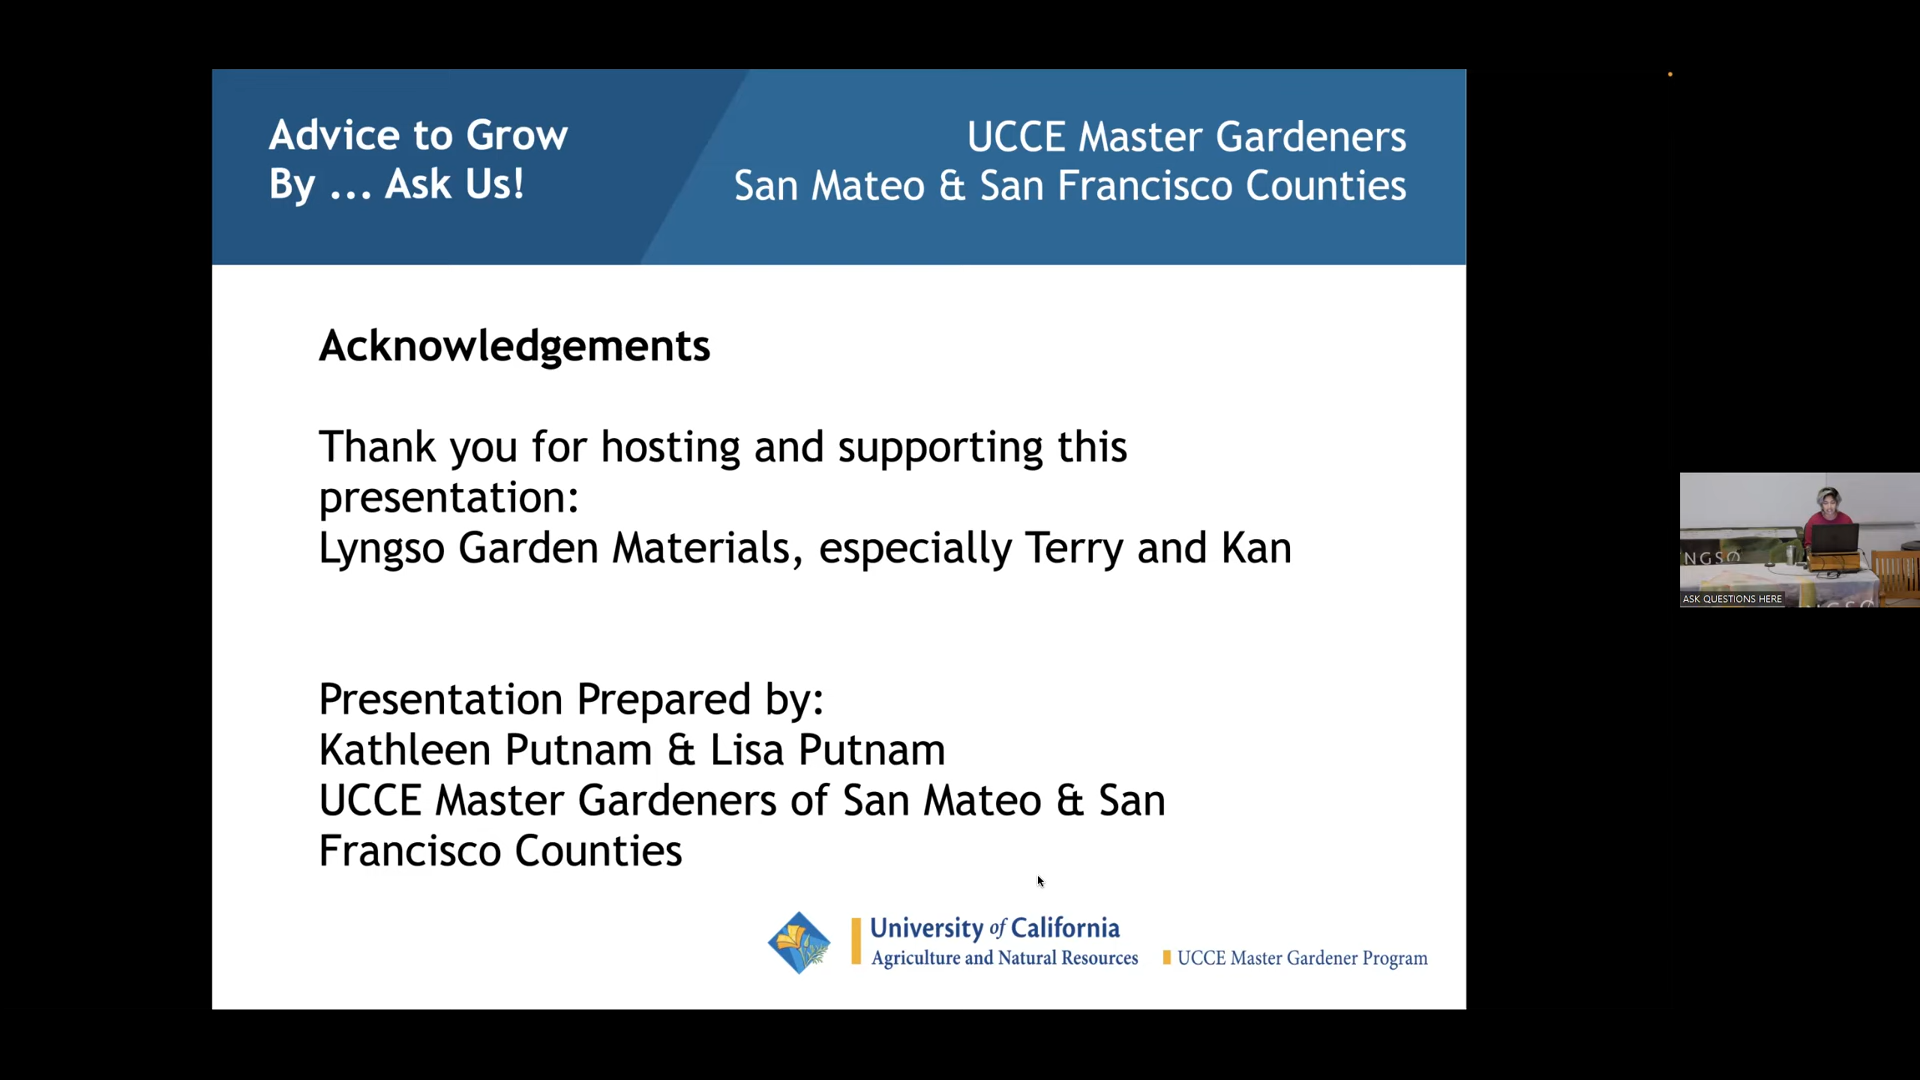 Advice to Grow
By ... Ask Us!
UCCE Master Gardeners
San Mateo & San Francisco Counties
Acknowledgements
Thank you for hosting and supporting this
presentation:
Lyngso Garden Materials, especially Terry and Kan
Presentation Prepared by:
Kathleen Putnam & Lisa Putnam
UCCE Master Gardeners of San Mateo & San
Francisco Counties
University of California
Agriculture and Natural Resources
UCCE Master Gardener Program
NGSØ
ASK QUESTIONS HERE